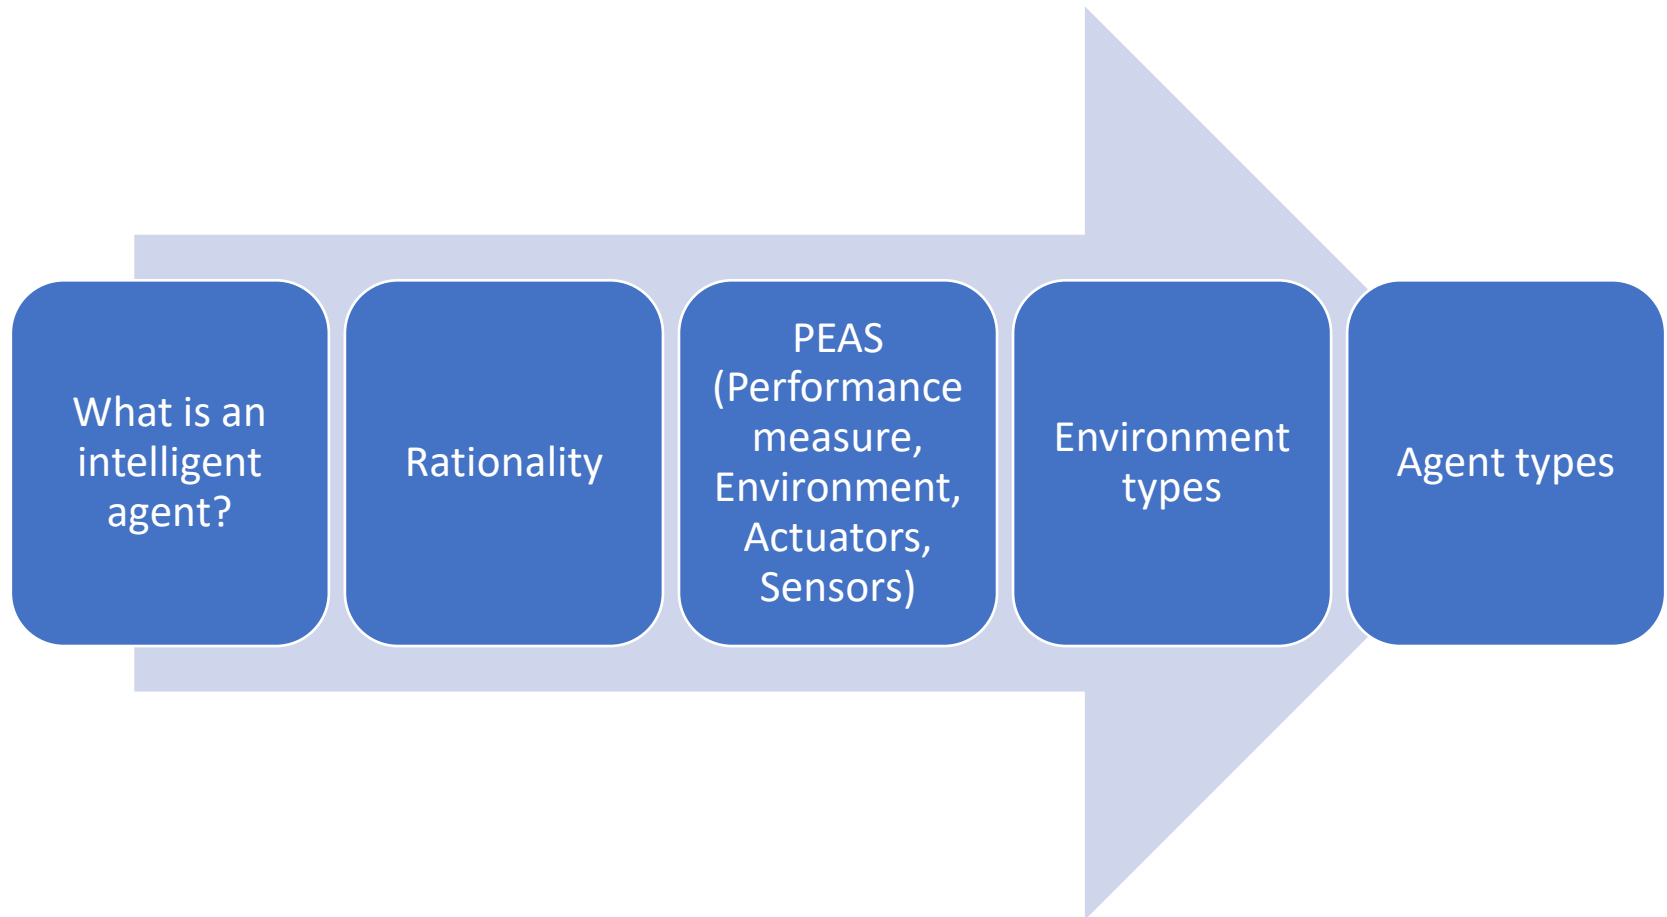 What is an
intelligent
agent?
Rationality
PEAS
(Performance
measure,
Environment,
Actuators,
Sensors)
Environment
types
Agent types